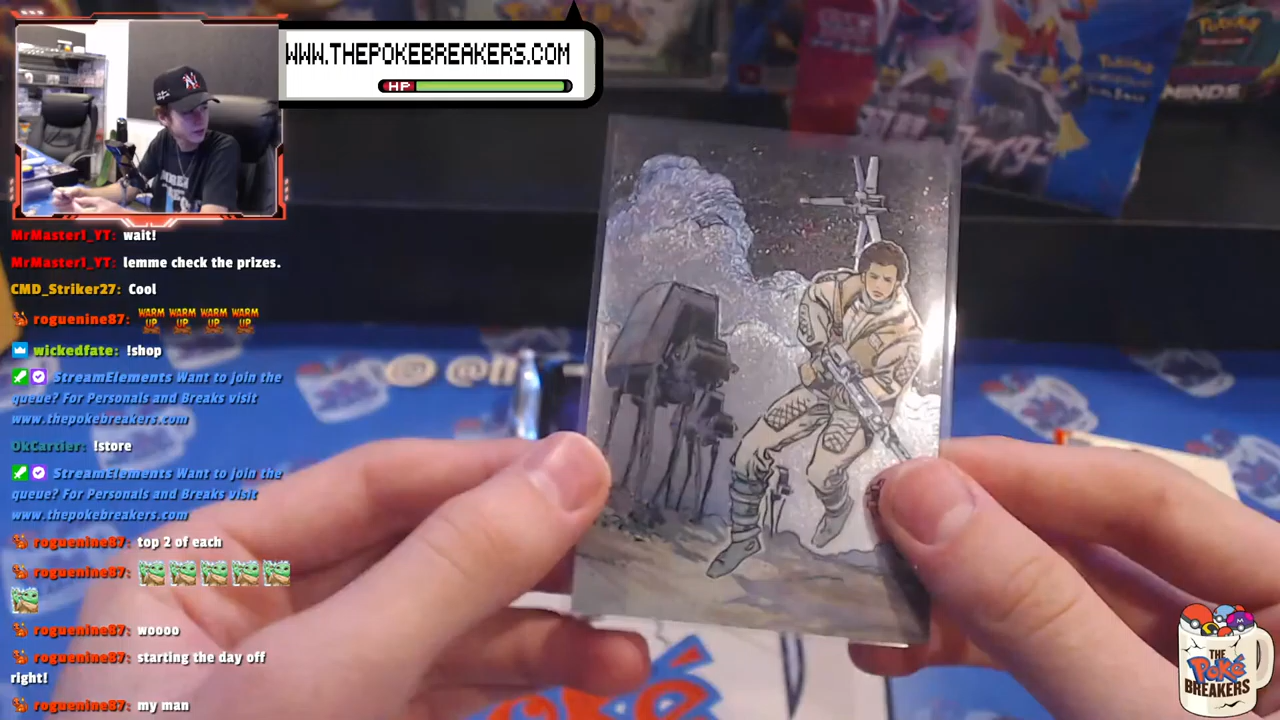 WWW.THEPOKEBREAKERS.COM
HP
MrMaster1_YT: wait!
MrMaster1_YT: lemme check the prizes.
CMD_Striker27: Cool
roguenine87: WARM UP WARM UP WARM UP WARM UP
wickedfate: !shop
StreamElements Want to join the
queue? For Personals and Breaks visit
www.thepokebreakers.com
OkCartier: !store
StreamElements Want to join the
queue? For Personals and Breaks visit
www.thepokebreakers.com
roguenine87: top 2 of each
roguenine87:
roguenine87: woooo
roguenine87: starting the day off
right!
roguenine87: my man
THE
Poké
BREAKERS